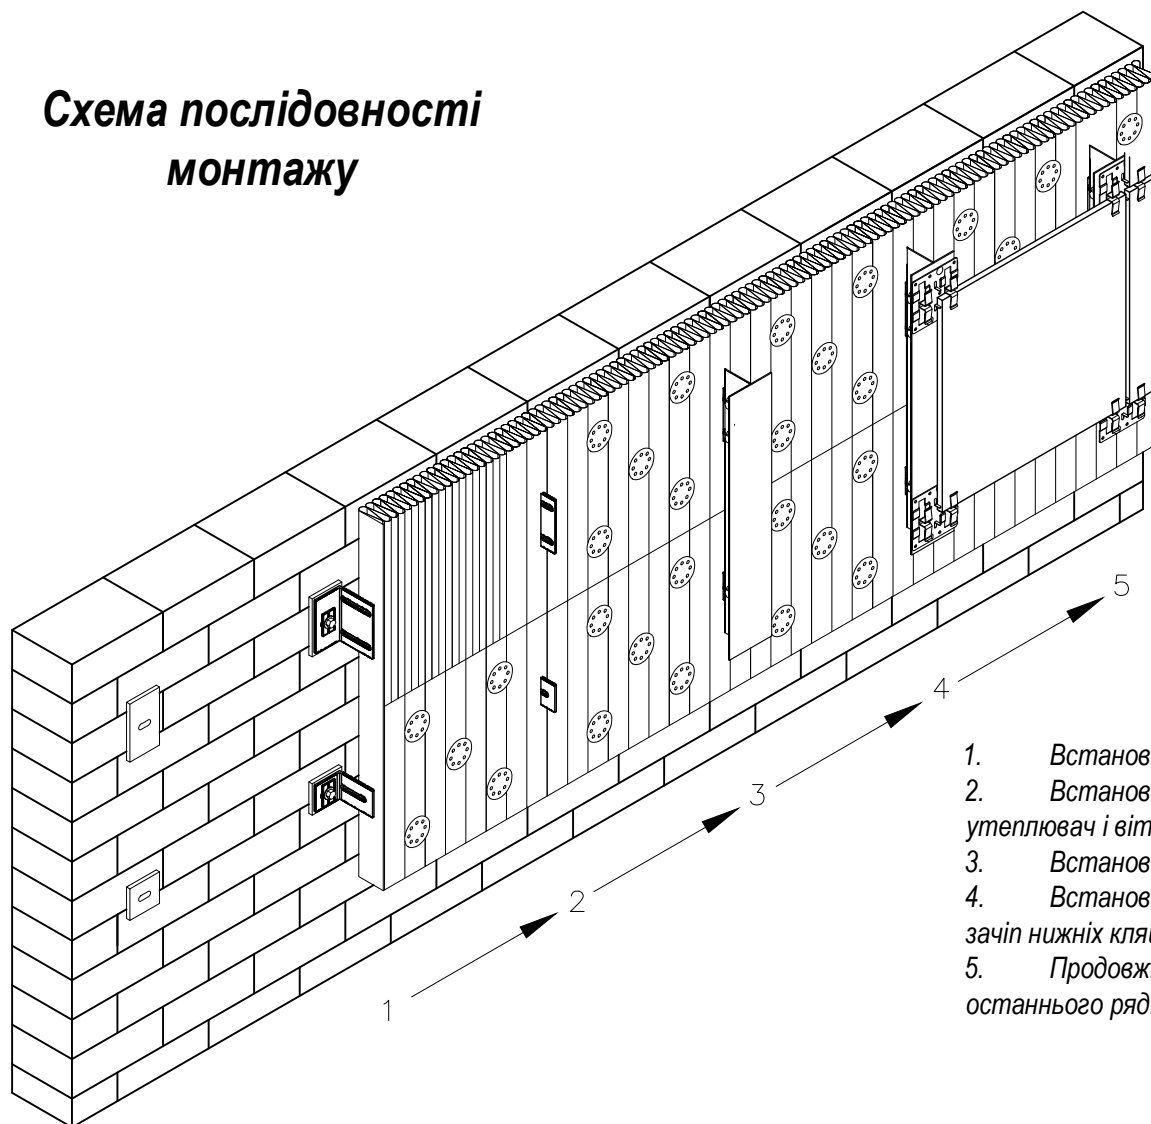 Схема послідовності
монтажу
1
2
3
4
5
1. Встанов
2. Встанов
утеплювач і віт
3. Встанов
4. Встанов
зачіп нижніх кля
5. Продовж
останнього ряд